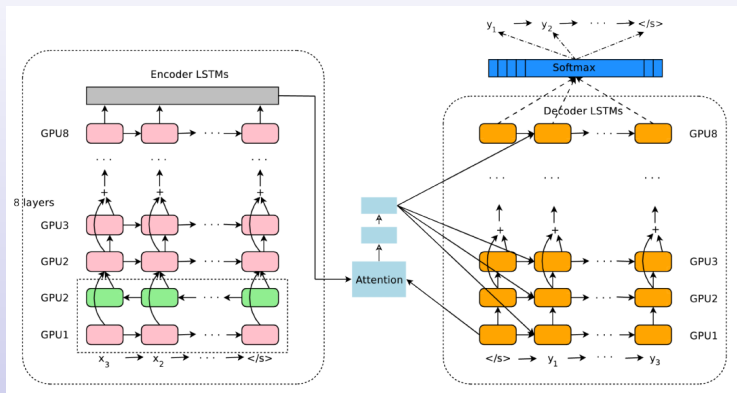 y1 y2 · · · </s>
Softmax
Encoder LSTMs
Decoder LSTMs
GPU8
· · ·
GPU8
· · ·
· · ·
· · ·
· · ·
· · ·
· · ·
· · ·
+ + +
8 layers
GPU3
· · ·
+ + +
GPU2
· · ·
GPU3
· · ·
Attention
GPU2
· · ·
GPU2
· · ·
GPU1
· · ·
GPU1
· · ·
x3 x2 · · · </s>
</s> y1 · · · y3